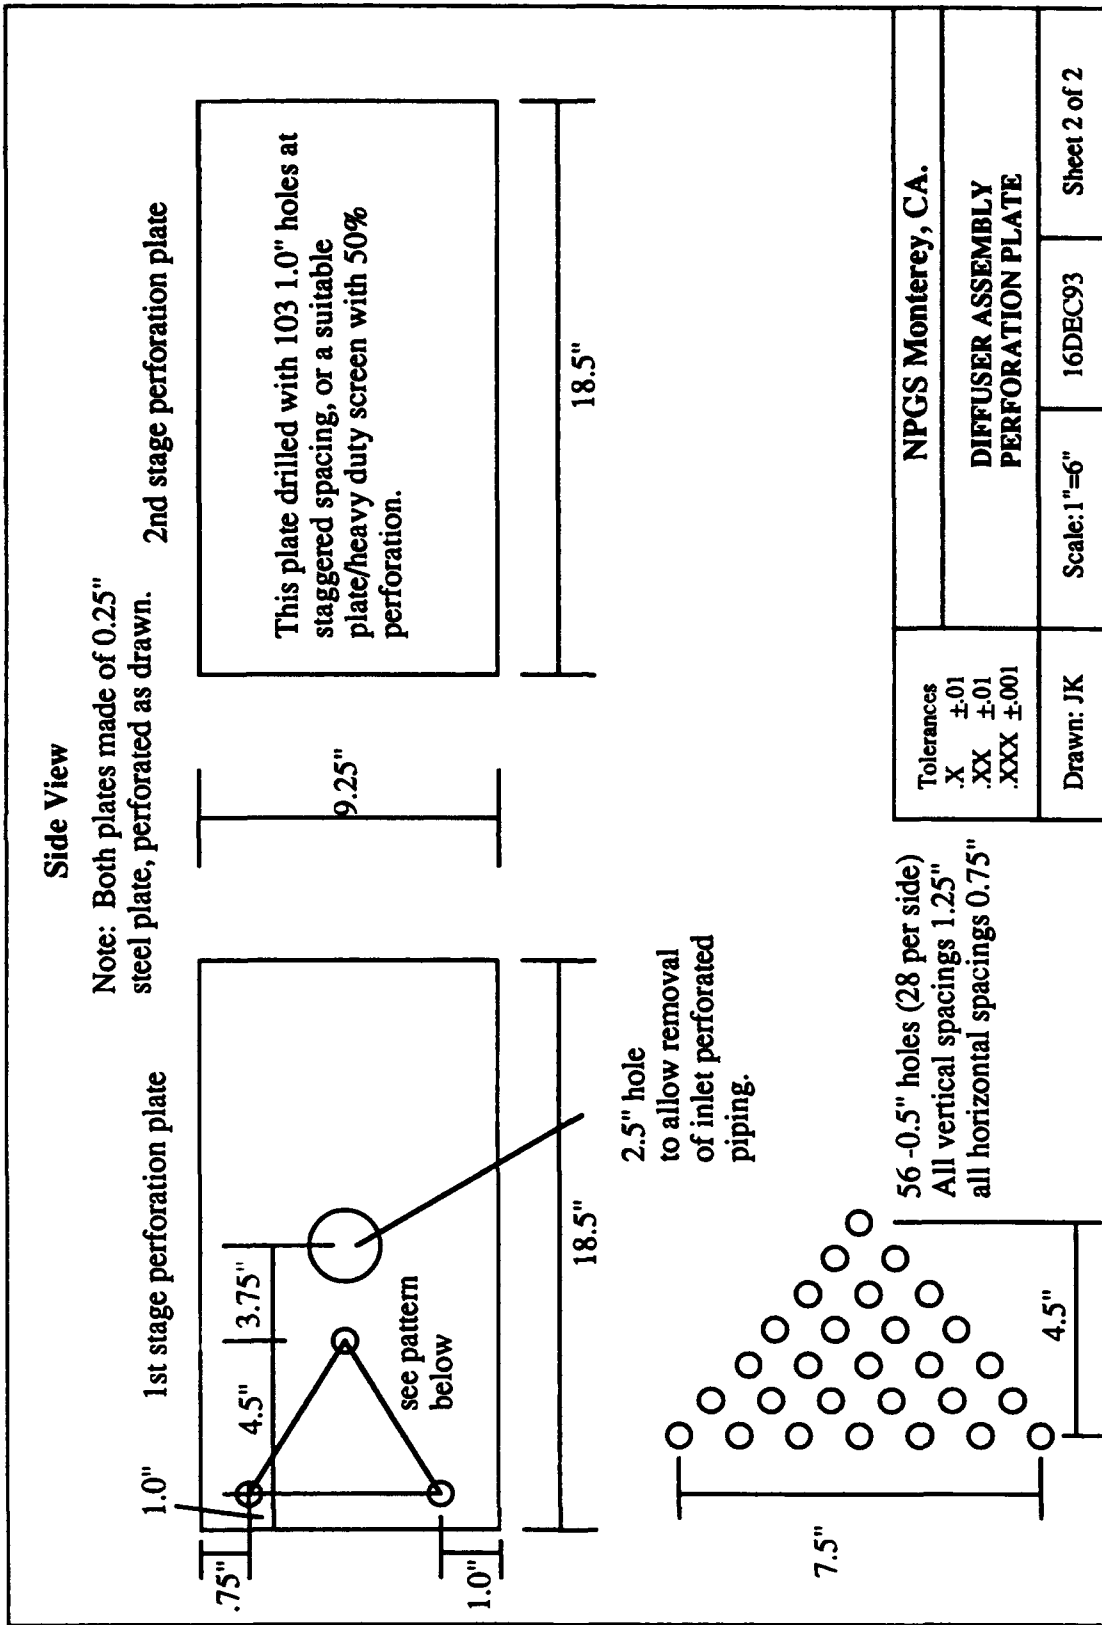 Side View
Note: Both plates made of 0.25"
steel plate, perforated as drawn.
1st stage perforation plate
2nd stage perforation plate
1.0"
4.5"
3.75"
.75"
1.0"
see pattern
below
18.5"
9.25"
This plate drilled with 103 1.0" holes at
staggered spacing, or a suitable
plate/heavy duty screen with 50%
perforation.
18.5"
2.5" hole
to allow removal
of inlet perforated
piping.
7.5"
4.5"
56 -0.5" holes (28 per side)
All vertical spacings 1.25"
all horizontal spacings 0.75"
Tolerances
.X ±.01
.XX ±.01
.XXX ±.001
NPGS Monterey, CA.
DIFFUSER ASSEMBLY
PERFORATION PLATE
Drawn: JK
Scale:1"=6"
16DEC93
Sheet 2 of 2